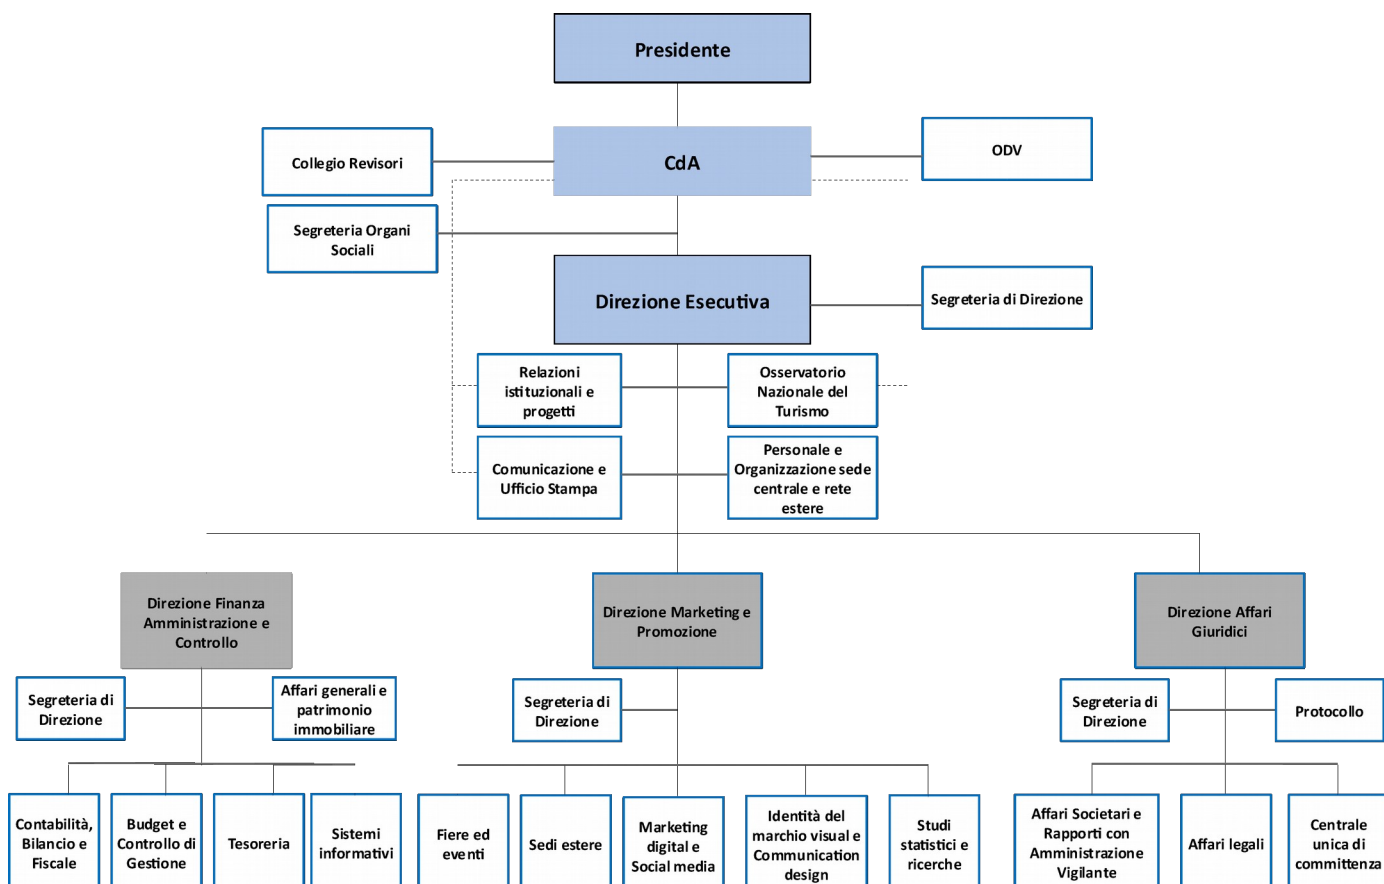 Presidente
Collegio Revisori
CdA
ODV
Segreteria Organi
Sociali
Direzione Esecutiva
Segreteria di Direzione
Relazioni
istituzionali e
progetti
Osservatorio
Nazionale del
Turismo
Comunicazione e
Ufficio Stampa
Personale e
Organizzazione sede
centrale e rete
estere
Direzione Finanza
Amministrazione e
Controllo
Direzione Marketing e
Promozione
Direzione Affari
Giuridici
Segreteria di
Direzione
Affari generali e
patrimonio
immobiliare
Segreteria di
Direzione
Segreteria di
Direzione
Protocollo
Contabilità,
Bilancio e
Fiscale
Budget e
Controllo di
Gestione
Tesoreria
Sistemi
informativi
Fiere ed
eventi
Sedi estere
Marketing
digital e
Social media
Identità del
marchio visual e
Communication
design
Studi
statistici e
ricerche
Affari Societari e
Rapporti con
Amministrazione
Vigilante
Affari legali
Centrale
unica di
committenza